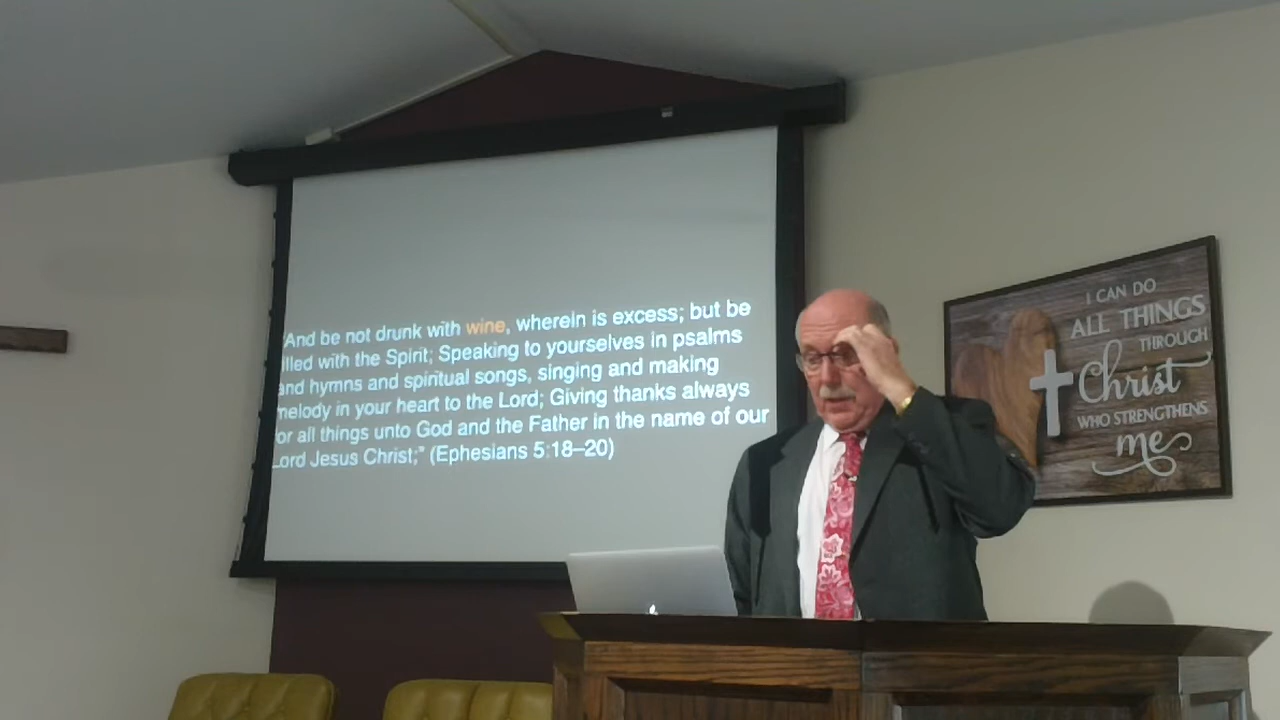 "And be not drunk with wine, wherein is excess; but be
filled with the Spirit; Speaking to yourselves in psalms
and hymns and spiritual songs, singing and making
melody in your heart to the Lord; Giving thanks always
for all things unto God and the Father in the name of our
Lord Jesus Christ;" (Ephesians 5:18–20)
I CAN DO
ALL THINGS
THROUGH
Christ
WHO STRENGTHENS
me